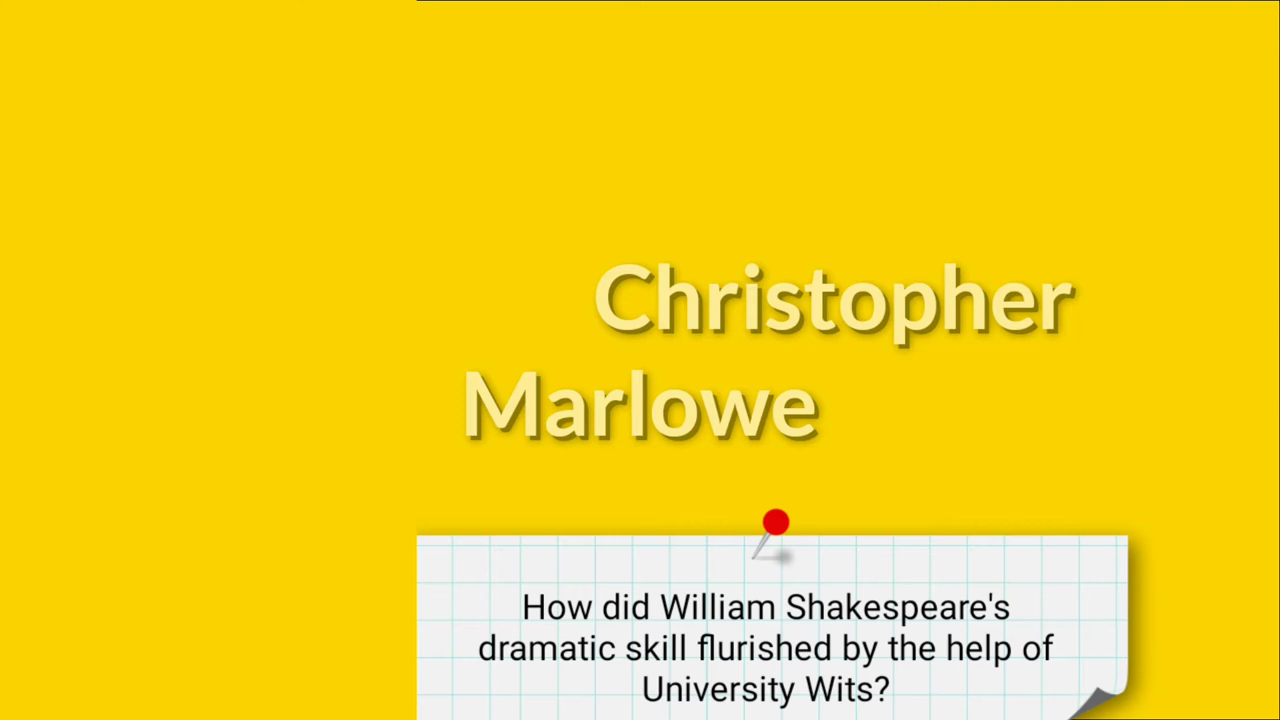 Christopher
Marlowe
How did William Shakespeare's
dramatic skill flurished by the help of
University Wits?